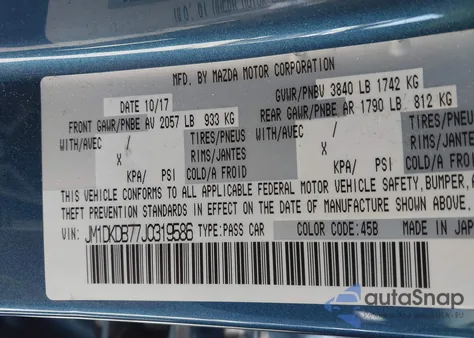 MFD. BY MAZDA MOTOR CORPORATION
DATE 10/17
GVWR/PNBV 3840 LB 1742 KG
FRONT GAWR/PNBE AV 2057 LB 933 KG
REAR GAWR/PNBE AR 1790 LB 812 KG
WITH/AVEC / TIRES/PNEUS
X RIMS/JANTES
KPA/ PSI COLD/A FROID
WITH/AVEC / TIRES/PNEUS
X RIMS/JANTES
KPA/ PSI COLD/A FROID
THIS VEHICLE CONFORMS TO ALL APPLICABLE FEDERAL MOTOR VEHICLE SAFETY, BUMPER, A
THEFT PREVENTION STANDARDS IN EFFECT ON THE DATE OF MANUFACTURE SHOWN ABOVE.
VIN: JM1DKDB77J0319586 TYPE:PASS CAR COLOR CODE:45B MADE IN JAP
autoSnap